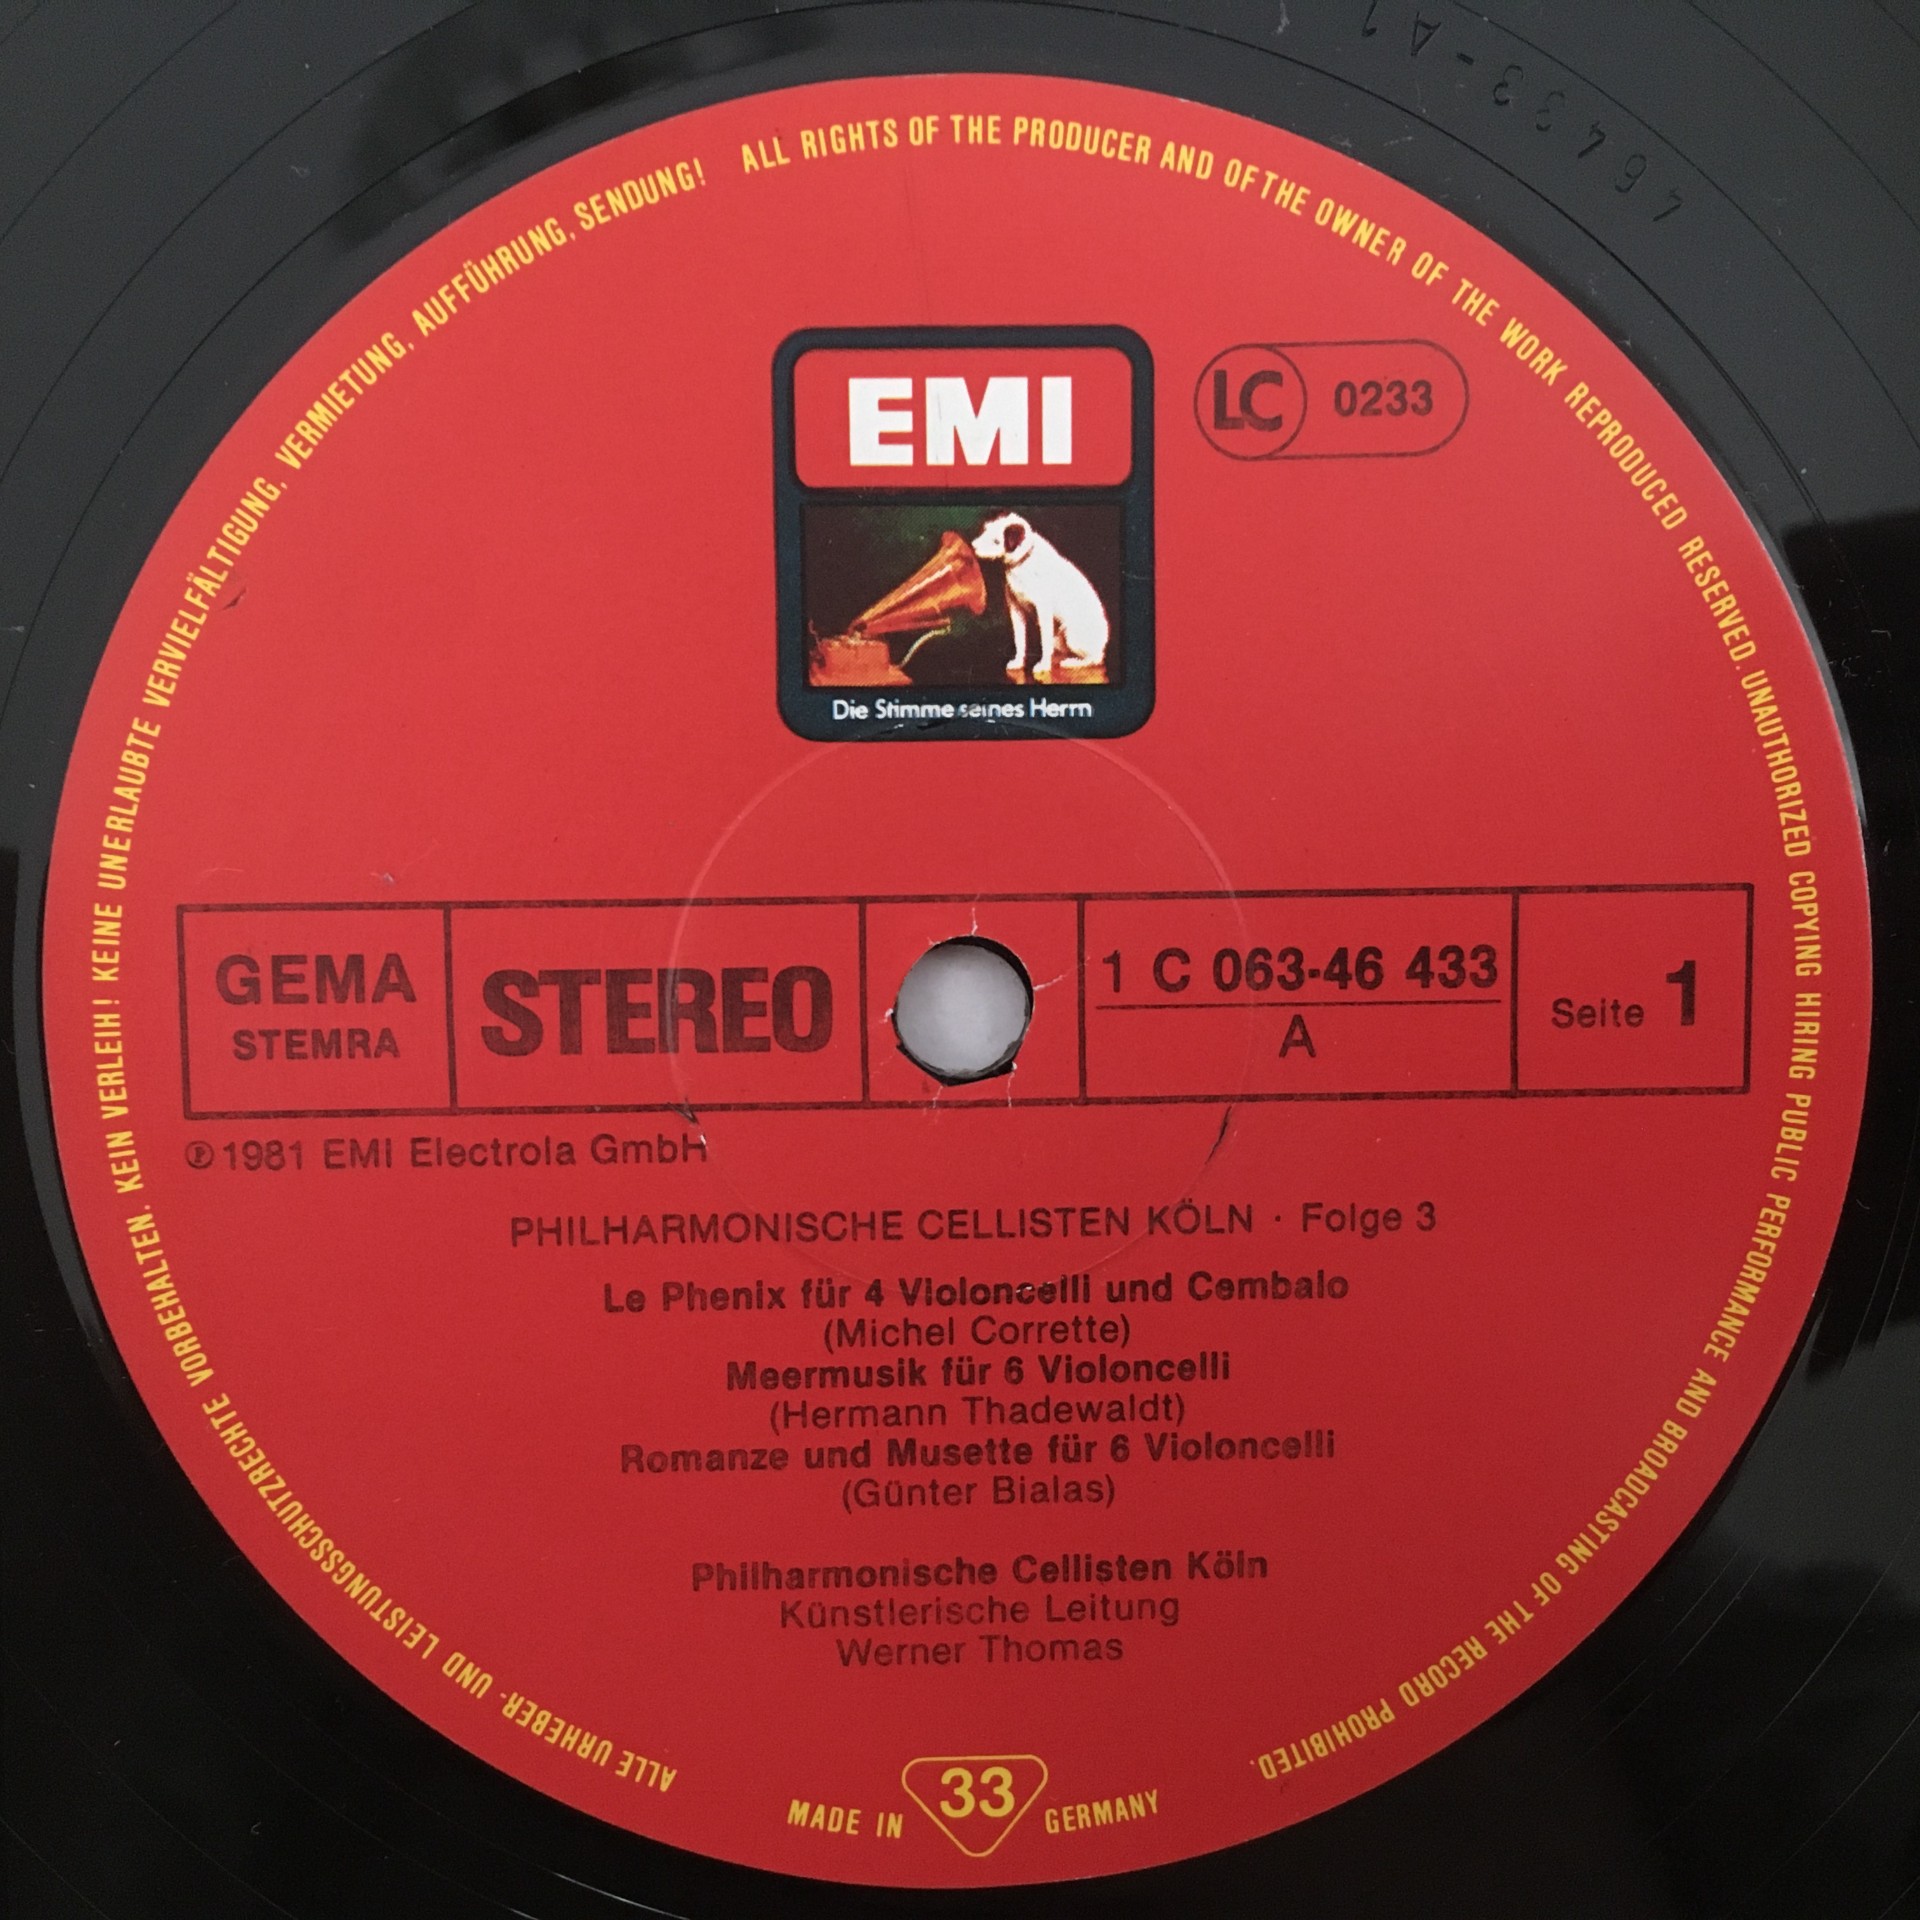 46433-A1
ALLE URHEBER- UND LEISTUNGSSCHUTZRECHTE VORBEHALTEN. KEIN VERLEIH! KEINE UNERLAUBTE VERVIELFÄLTIGUNG, VERMIETUNG, AUFFÜHRUNG, SENDUNG!
ALL RIGHTS OF THE PRODUCER AND OF THE OWNER OF THE WORK REPRODUCED RESERVED. UNAUTHORIZED COPYING HIRING PUBLIC PERFORMANCE AND BROADCASTING OF THE RECORD PROHIBITED.
EMI
LC 0233
Die Stimme seines Herrn
GEMA
STEMRA
STEREO
1 C 063-46 433
A
Seite 1
℗ 1981 EMI Electrola GmbH
PHILHARMONISCHE CELLISTEN KÖLN · Folge 3
Le Phenix für 4 Violoncelli und Cembalo
(Michel Corrette)
Meermusik für 6 Violoncelli
(Hermann Thadewaldt)
Romanze und Musette für 6 Violoncelli
(Günter Bialas)
Philharmonische Cellisten Köln
Künstlerische Leitung
Werner Thomas
MADE IN 33 GERMANY